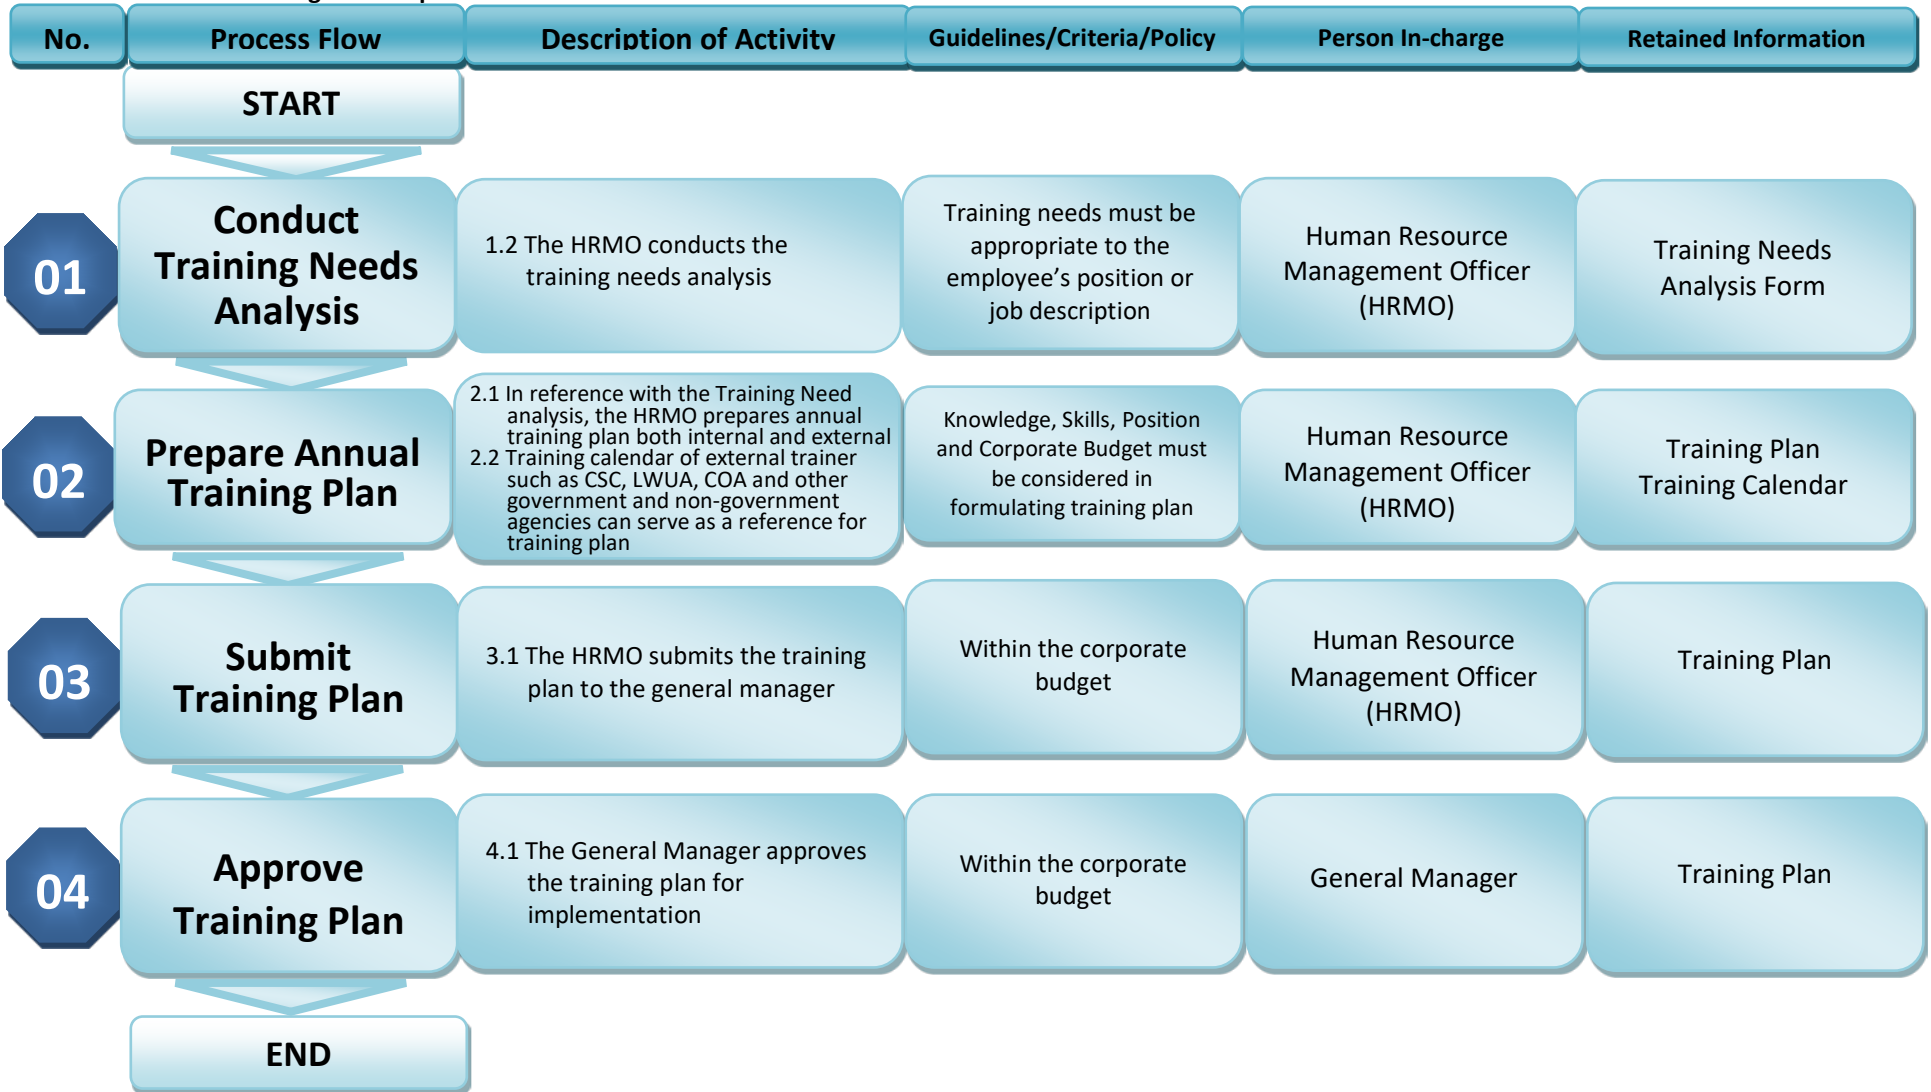 No.
Process Flow
Description of Activity
Guidelines/Criteria/Policy
Person In-charge
Retained Information
START
01
Conduct
Training Needs
Analysis
1.2 The HRMO conducts the
training needs analysis
Training needs must be
appropriate to the
employee’s position or
job description
Human Resource
Management Officer
(HRMO)
Training Needs
Analysis Form
02
Prepare Annual
Training Plan
2.1 In reference with the Training Need
analysis, the HRMO prepares annual
training plan both internal and external
2.2 Training calendar of external trainer
such as CSC, LWUA, COA and other
government and non-government
agencies can serve as a reference for
training plan
Knowledge, Skills, Position
and Corporate Budget must
be considered in
formulating training plan
Human Resource
Management Officer
(HRMO)
Training Plan
Training Calendar
03
Submit
Training Plan
3.1 The HRMO submits the training
plan to the general manager
Within the corporate
budget
Human Resource
Management Officer
(HRMO)
Training Plan
04
Approve
Training Plan
4.1 The General Manager approves
the training plan for
implementation
Within the corporate
budget
General Manager
Training Plan
END